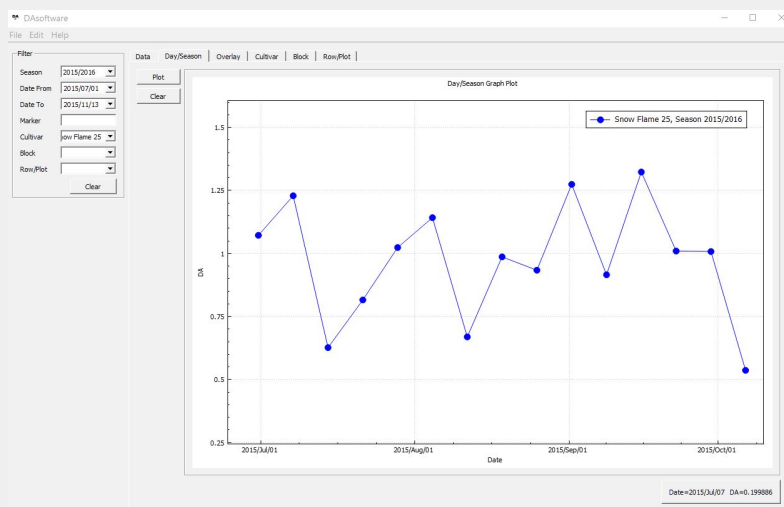 DAsoftware
File Edit Help
Filter
Season 2015/2016
Date From 2015/07/01
Date To 2015/11/13
Marker
Cultivar ow Flame 25
Block
Row/Plot
Clear
Data Day/Season Overlay Cultivar Block Row/Plot
Plot
Clear
Day/Season Graph Plot
Snow Flame 25, Season 2015/2016
1.5
1.25
1
0.75
0.5
0.25
DA
2015/Jul/01 2015/Aug/01 2015/Sep/01 2015/Oct/01
Date
Date=2015/Jul/07 DA=0.199886